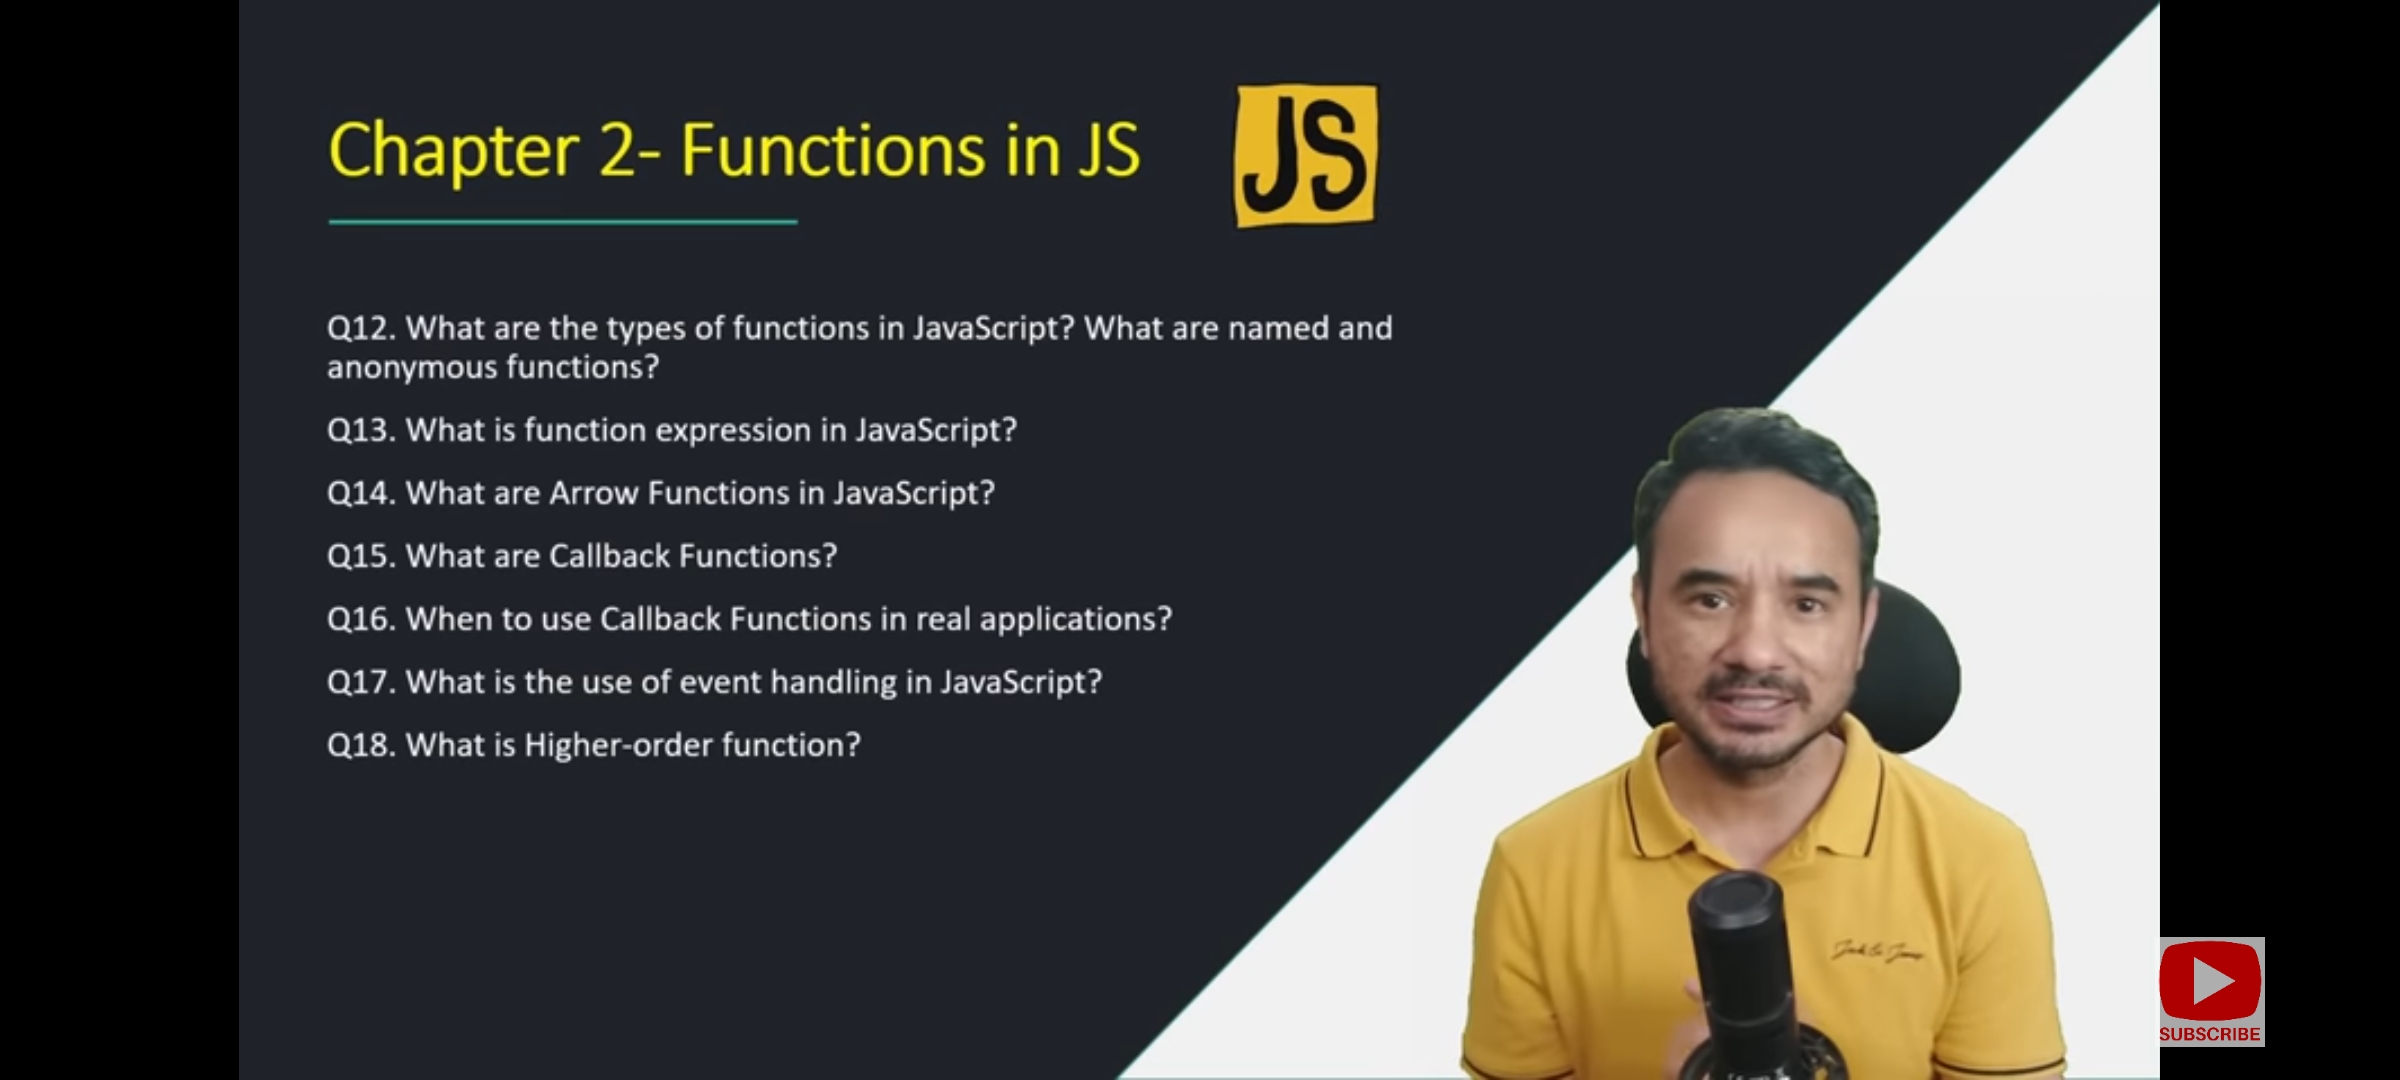 Chapter 2- Functions in JS
JS
Q12. What are the types of functions in JavaScript? What are named and
anonymous functions?
Q13. What is function expression in JavaScript?
Q14. What are Arrow Functions in JavaScript?
Q15. What are Callback Functions?
Q16. When to use Callback Functions in real applications?
Q17. What is the use of event handling in JavaScript?
Q18. What is Higher-order function?
Jack & Jones
SUBSCRIBE